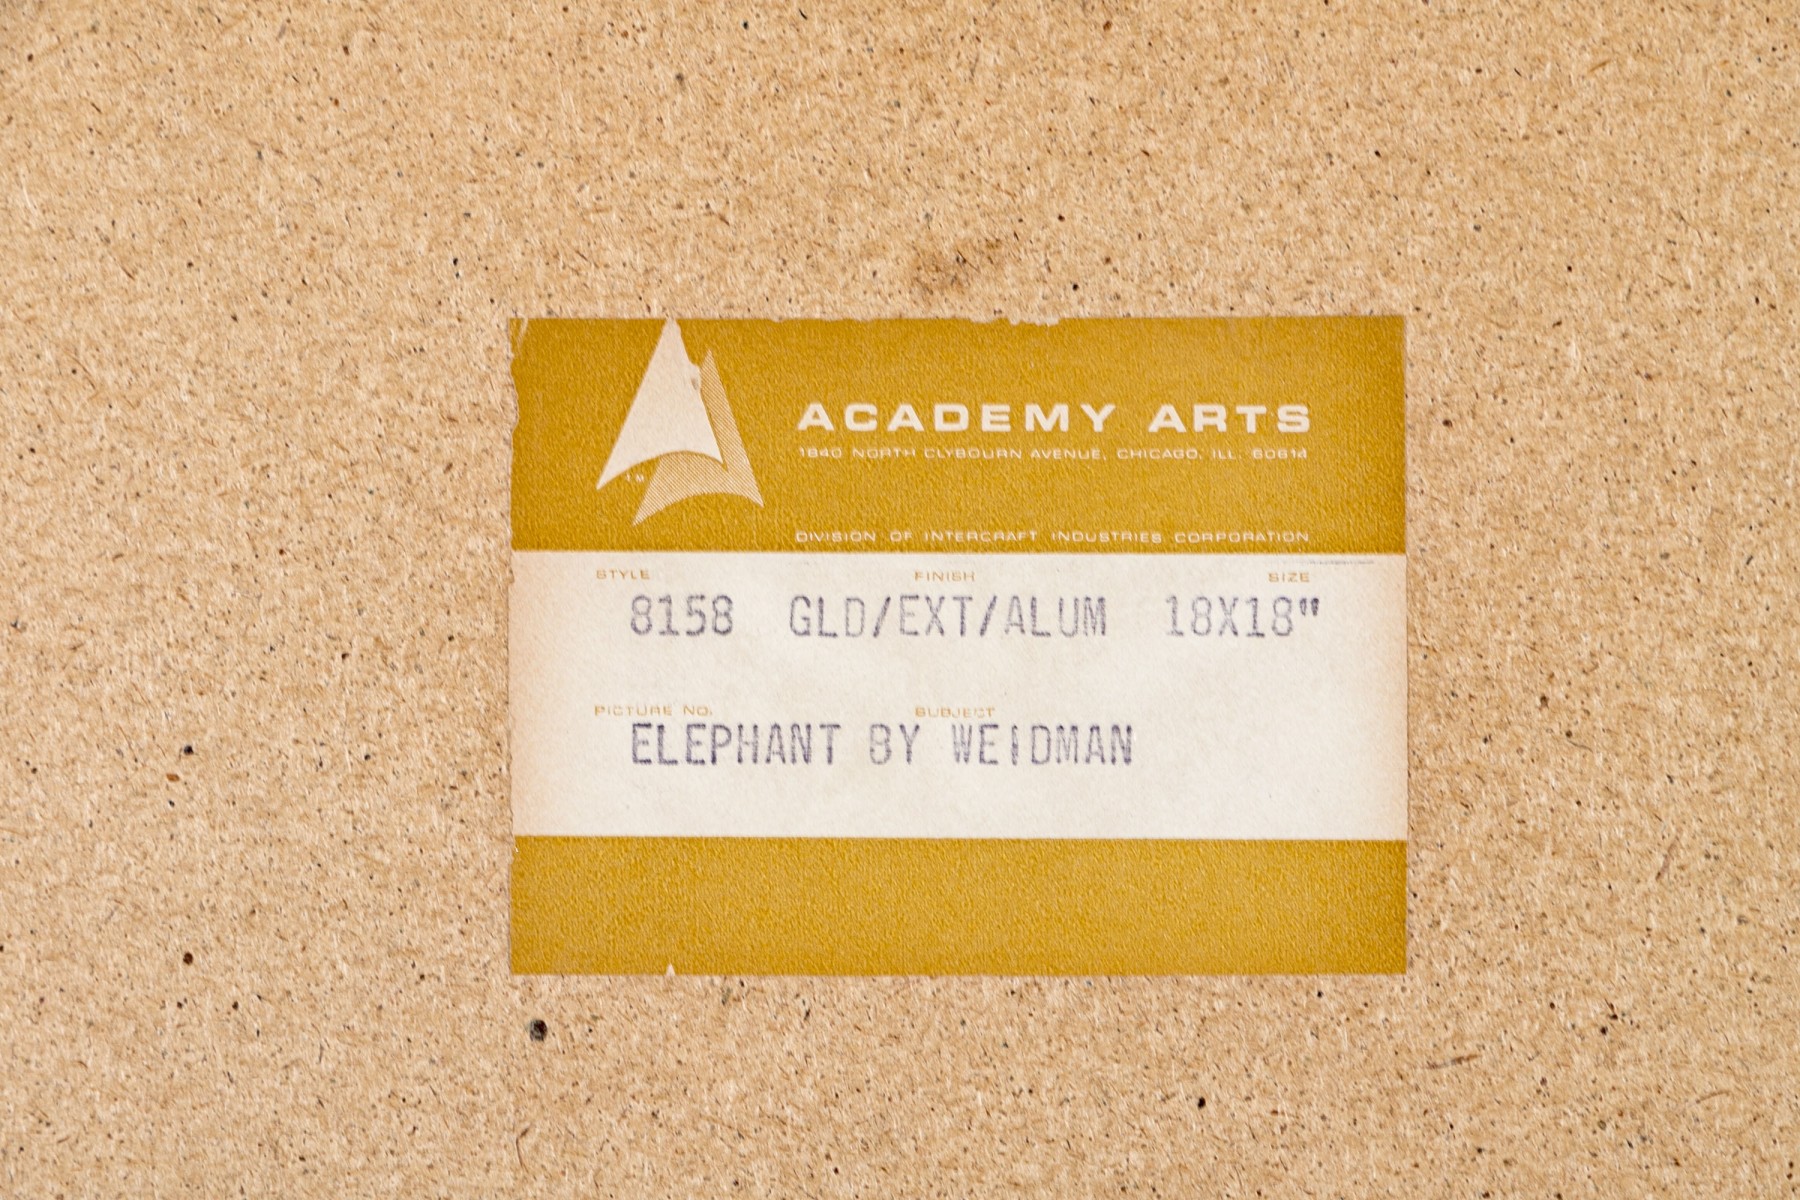 ACADEMY ARTS
1840 NORTH CLYBOURN AVENUE, CHICAGO, ILL. 60614
TM
DIVISION OF INTERCRAFT INDUSTRIES CORPORATION
STYLE FINISH SIZE
8158 GLD/EXT/ALUM 18X18"
PICTURE NO. SUBJECT
ELEPHANT BY WEIDMAN